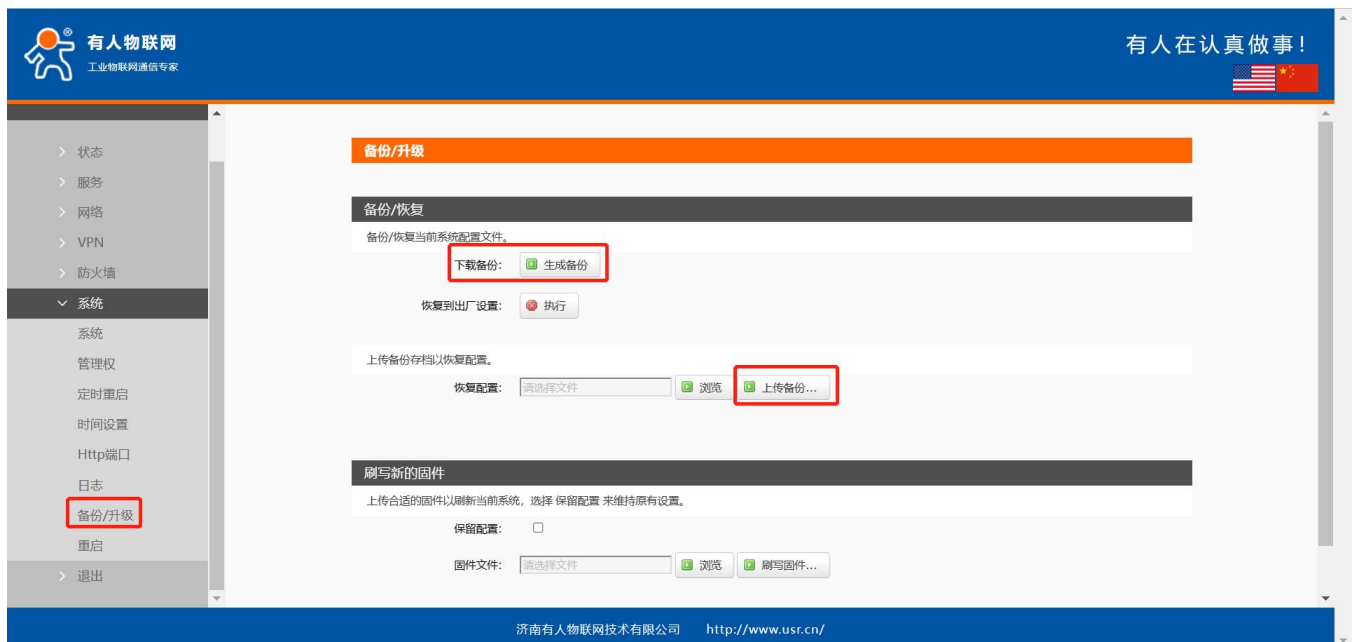 有人物联网
工业物联网通信专家
有人在认真做事!
状态
服务
网络
VPN
防火墙
系统
系统
管理权
定时重启
时间设置
Http端口
日志
备份/升级
重启
退出
备份/升级
备份/恢复
备份/恢复当前系统配置文件。
下载备份: 生成备份
恢复到出厂设置: 执行
上传备份存档以恢复配置。
恢复配置: 请选择文件 浏览 上传备份...
刷写新的固件
上传合适的固件以刷新当前系统，选择 保留配置 来维持原有设置。
保留配置:
固件文件: 请选择文件 浏览 刷写固件...
济南有人物联网技术有限公司 http://www.usr.cn/